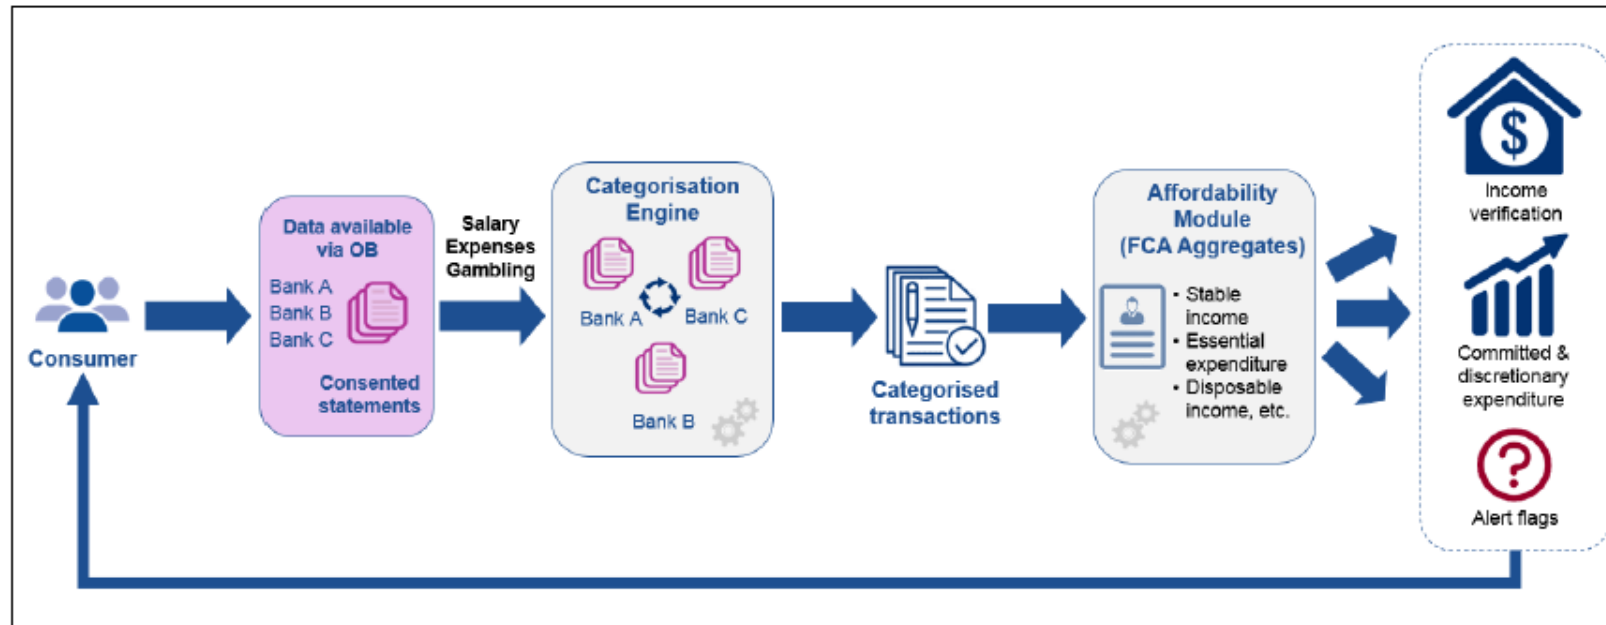 Consumer
Data available
via OB
Bank A
Bank B
Bank C
Consented
statements
Salary
Expenses
Gambling
Categorisation
Engine
Bank A
Bank C
Bank B
Categorised
transactions
Affordability
Module
(FCA Aggregates)
• Stable
income
• Essential
expenditure
• Disposable
income, etc.
$
Income
verification
Committed &
discretionary
expenditure
?
Alert flags